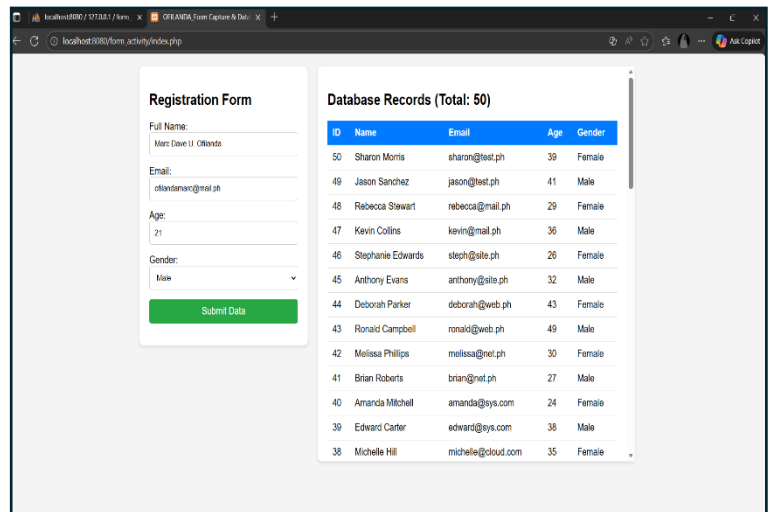 localhost:8080 / 127.0.0.1 / form_
OFILANDA_Form Capture & Data
localhost:8080/form_activity/index.php
Ask Copilot
Registration Form
Full Name:
Marc Dave U. Ofilanda
Email:
ofilandamarc@mail.ph
Age:
21
Gender:
Male
Submit Data
Database Records (Total: 50)
ID Name Email Age Gender
50 Sharon Morris sharon@test.ph 39 Female
49 Jason Sanchez jason@test.ph 41 Male
48 Rebecca Stewart rebecca@mail.ph 29 Female
47 Kevin Collins kevin@mail.ph 36 Male
46 Stephanie Edwards steph@site.ph 26 Female
45 Anthony Evans anthony@site.ph 32 Male
44 Deborah Parker deborah@web.ph 43 Female
43 Ronald Campbell ronald@web.ph 49 Male
42 Melissa Phillips melissa@net.ph 30 Female
41 Brian Roberts brian@net.ph 27 Male
40 Amanda Mitchell amanda@sys.com 24 Female
39 Edward Carter edward@sys.com 38 Male
38 Michelle Hill michelle@cloud.com 35 Female